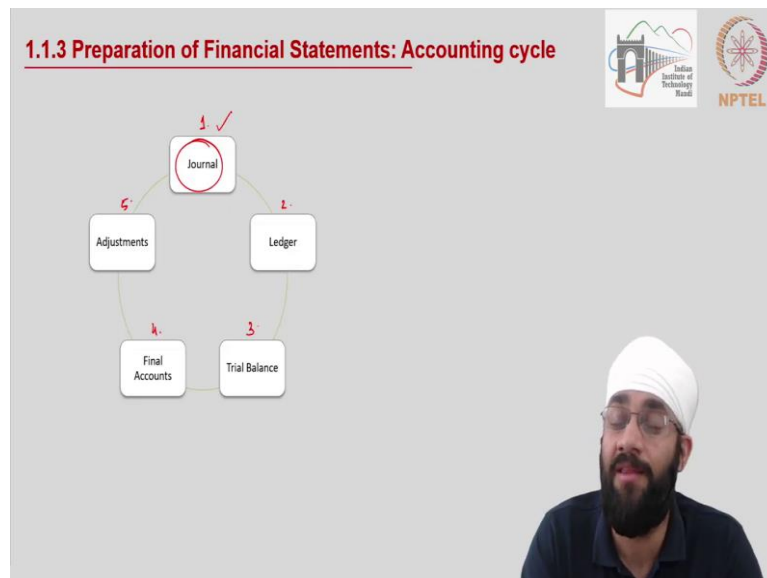 1.1.3 Preparation of Financial Statements: Accounting cycle
Indian
Institute of
Technology
Mandi
NPTEL
1.
Journal
5.
Adjustments
2.
Ledger
4.
Final
Accounts
3.
Trial Balance